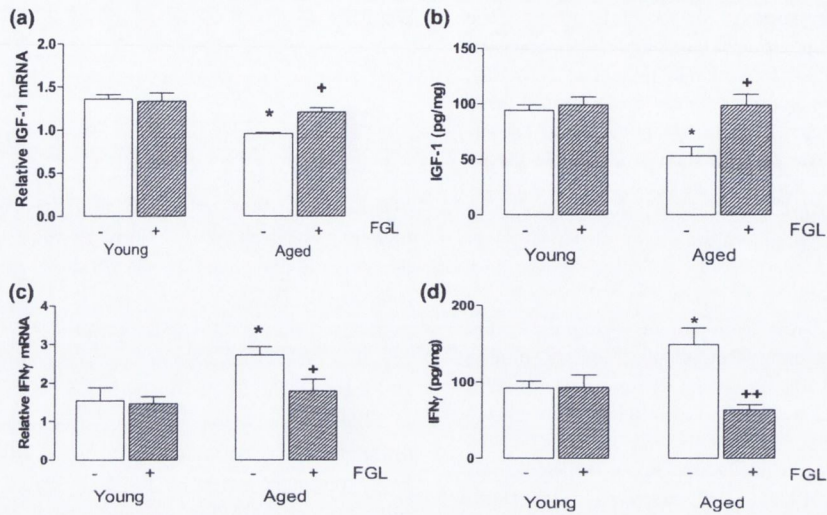 (a)
Relative IGF-1 mRNA
2.0
1.5
1.0
0.5
0.0
*
+
- + - + FGL
Young Aged
(b)
IGF-1 (pg/mg)
150
100
50
0
*
+
- + - + FGL
Young Aged
(c)
Relative IFNγ mRNA
4
3
2
1
0
*
+
- + - + FGL
Young Aged
(d)
IFNγ (pg/mg)
200
100
0
*
++
- + - + FGL
Young Aged